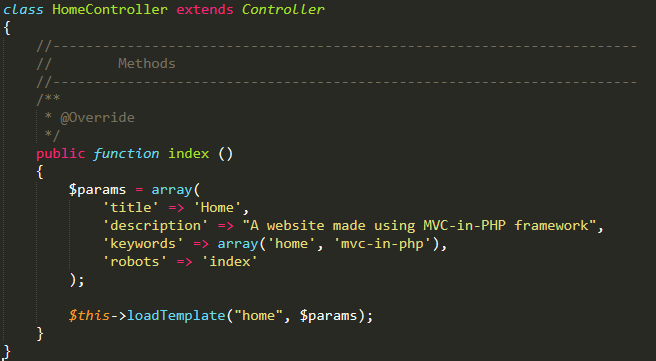 class HomeController extends Controller
{
    //-----------------------------------------------------------------------
    //        Methods
    //-----------------------------------------------------------------------
    /**
     * @Override
     */
    public function index ()
    {
        $params = array(
            'title' => 'Home',
            'description' => "A website made using MVC-in-PHP framework",
            'keywords' => array('home', 'mvc-in-php'),
            'robots' => 'index'
        );

        $this->loadTemplate("home", $params);
    }
}